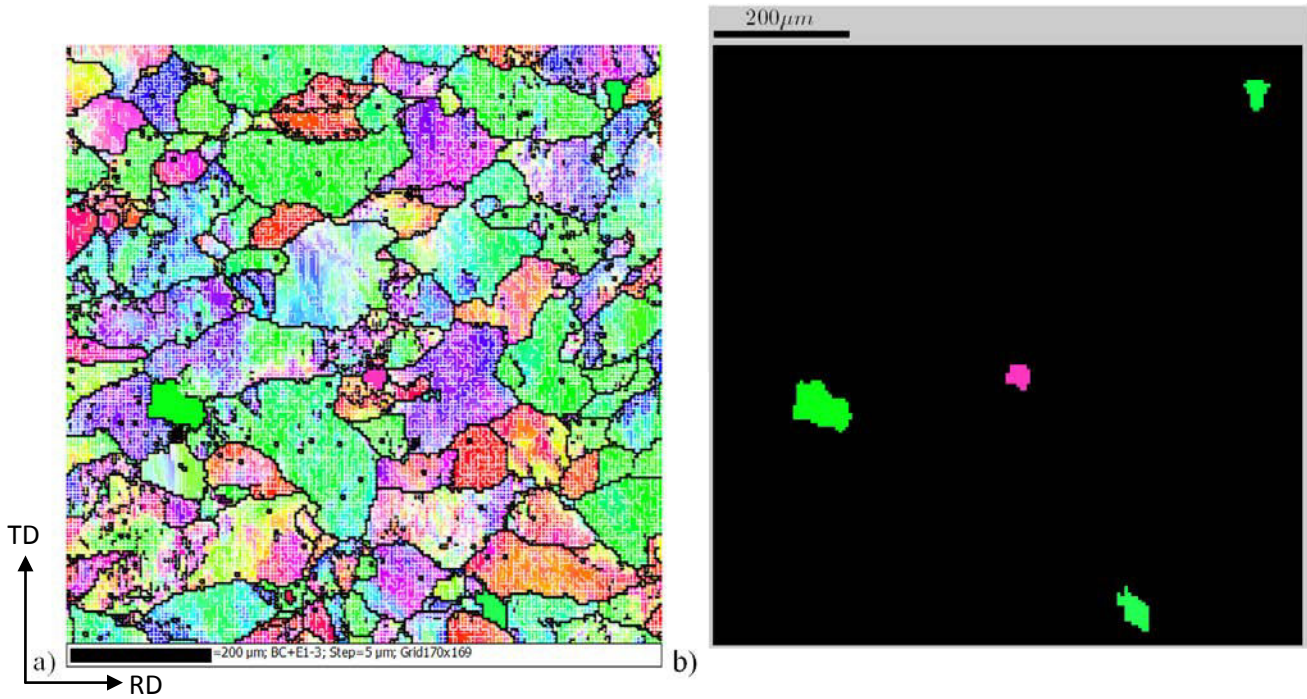 200μm
TD
RD
a)
=200 μm; BC+E1-3; Step=5 μm; Grid170x169
b)